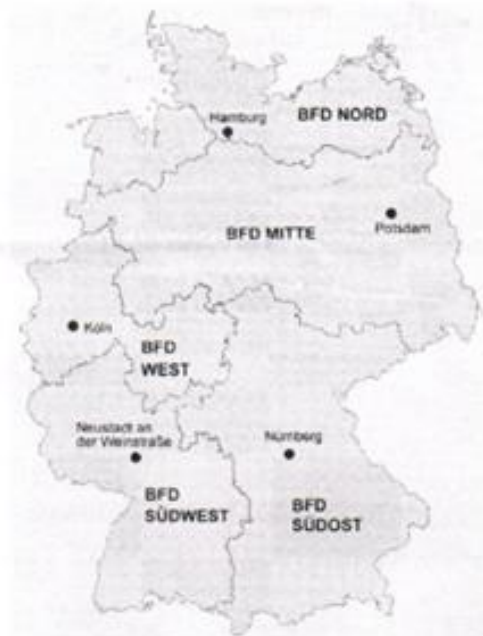 BFD NORD
Hamburg
BFD MITTE
Potsdam
Köln
BFD
WEST
Neustadt an
der Weinstraße
Nürnberg
BFD
SÜDWEST
BFD
SÜDOST